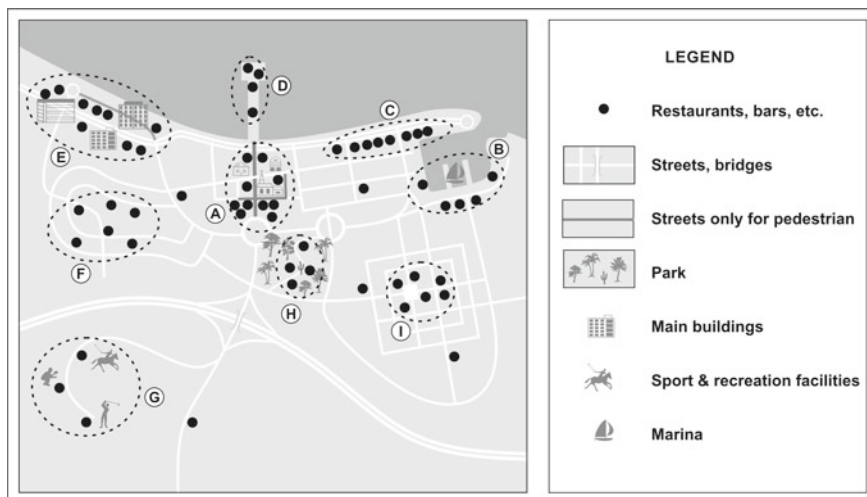 D
C
B
E
A
F
H
I
G
LEGEND
Restaurants, bars, etc.
Streets, bridges
Streets only for pedestrian
Park
Main buildings
Sport & recreation facilities
Marina